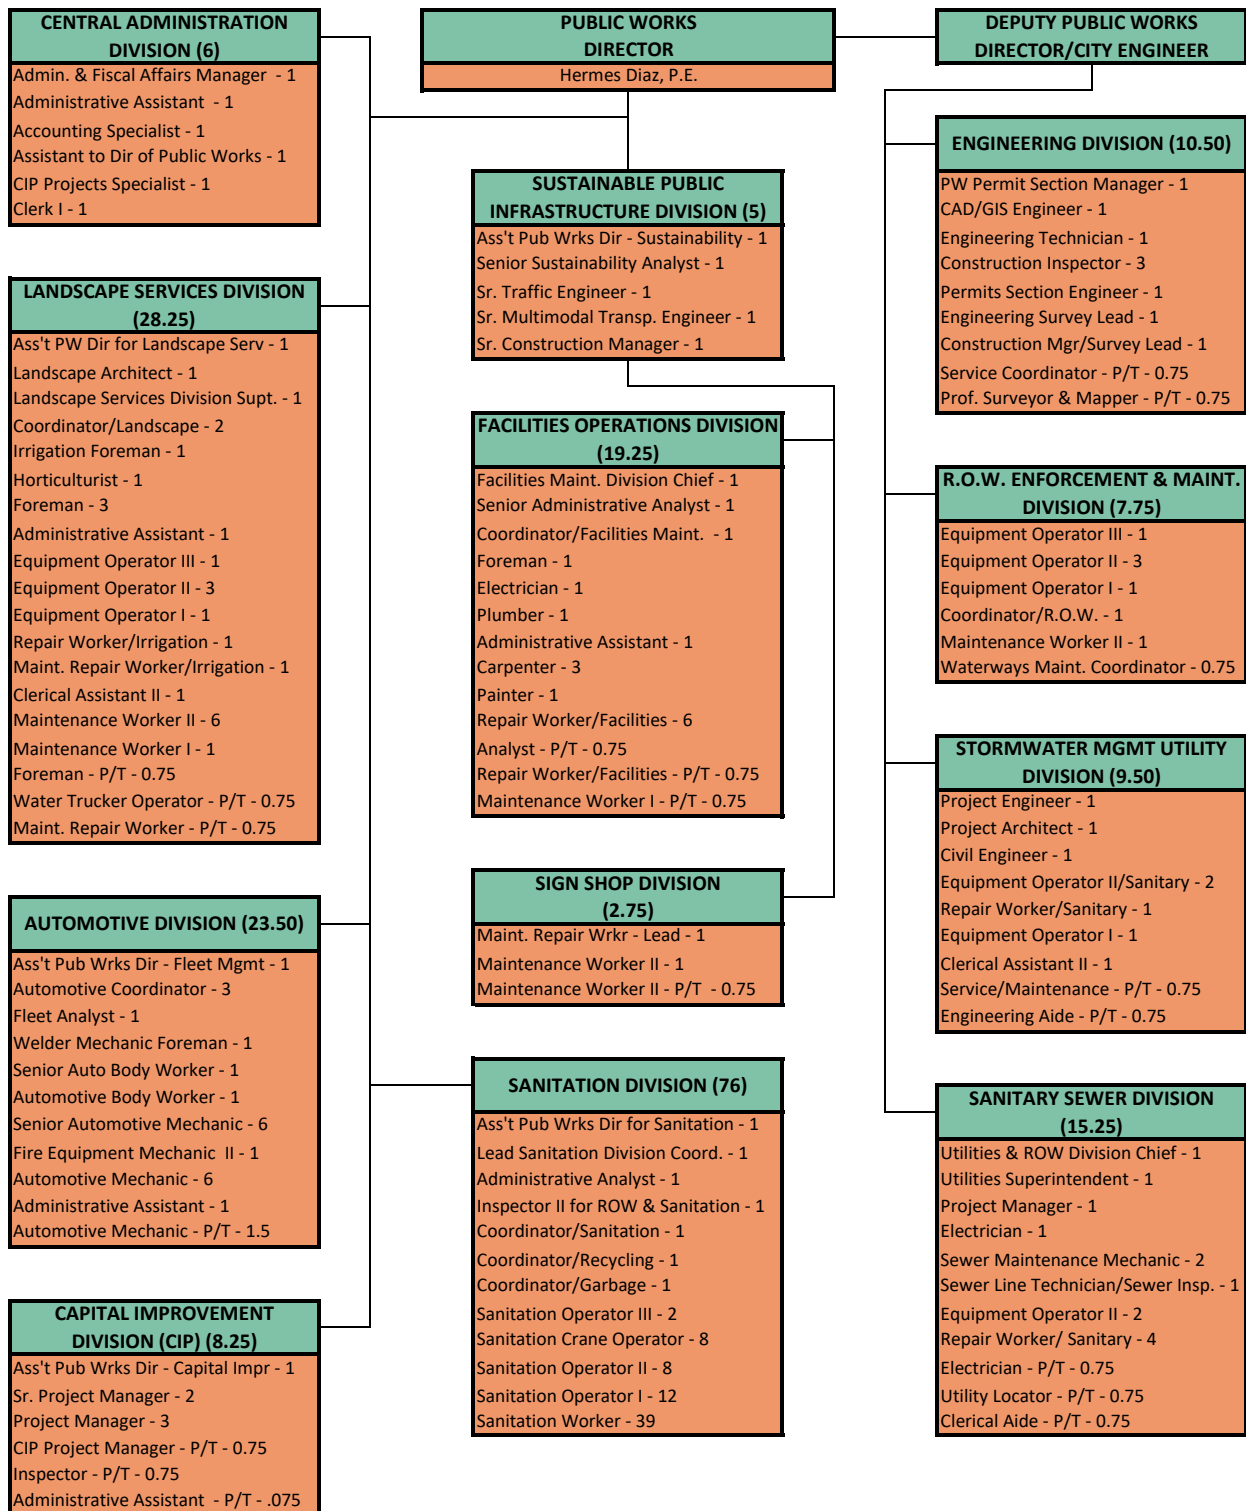 PUBLIC WORKS
DIRECTOR
Hermes Diaz, P.E.
DEPUTY PUBLIC WORKS
DIRECTOR/CITY ENGINEER
CENTRAL ADMINISTRATION
DIVISION (6)
Admin. & Fiscal Affairs Manager - 1
Administrative Assistant - 1
Accounting Specialist - 1
Assistant to Dir of Public Works - 1
CIP Projects Specialist - 1
Clerk I - 1
LANDSCAPE SERVICES DIVISION
(28.25)
Ass't PW Dir for Landscape Serv - 1
Landscape Architect - 1
Landscape Services Division Supt. - 1
Coordinator/Landscape - 2
Irrigation Foreman - 1
Horticulturist - 1
Foreman - 3
Administrative Assistant - 1
Equipment Operator III - 1
Equipment Operator II - 3
Equipment Operator I - 1
Repair Worker/Irrigation - 1
Maint. Repair Worker/Irrigation - 1
Clerical Assistant II - 1
Maintenance Worker II - 6
Maintenance Worker I - 1
Foreman - P/T - 0.75
Water Trucker Operator - P/T - 0.75
Maint. Repair Worker - P/T - 0.75
AUTOMOTIVE DIVISION (23.50)
Ass't Pub Wrks Dir - Fleet Mgmt - 1
Automotive Coordinator - 3
Fleet Analyst - 1
Welder Mechanic Foreman - 1
Senior Auto Body Worker - 1
Automotive Body Worker - 1
Senior Automotive Mechanic - 6
Fire Equipment Mechanic II - 1
Automotive Mechanic - 6
Administrative Assistant - 1
Automotive Mechanic - P/T - 1.5
CAPITAL IMPROVEMENT
DIVISION (CIP) (8.25)
Ass't Pub Wrks Dir - Capital Impr - 1
Sr. Project Manager - 2
Project Manager - 3
CIP Project Manager - P/T - 0.75
Inspector - P/T - 0.75
Administrative Assistant - P/T - .075
SUSTAINABLE PUBLIC
INFRASTRUCTURE DIVISION (5)
Ass't Pub Wrks Dir - Sustainability - 1
Senior Sustainability Analyst - 1
Sr. Traffic Engineer - 1
Sr. Multimodal Transp. Engineer - 1
Sr. Construction Manager - 1
FACILITIES OPERATIONS DIVISION
(19.25)
Facilities Maint. Division Chief - 1
Senior Administrative Analyst - 1
Coordinator/Facilities Maint. - 1
Foreman - 1
Electrician - 1
Plumber - 1
Administrative Assistant - 1
Carpenter - 3
Painter - 1
Repair Worker/Facilities - 6
Analyst - P/T - 0.75
Repair Worker/Facilities - P/T - 0.75
Maintenance Worker I - P/T - 0.75
SIGN SHOP DIVISION
(2.75)
Maint. Repair Wrkr - Lead - 1
Maintenance Worker II - 1
Maintenance Worker II - P/T - 0.75
SANITATION DIVISION (76)
Ass't Pub Wrks Dir for Sanitation - 1
Lead Sanitation Division Coord. - 1
Administrative Analyst - 1
Inspector II for ROW & Sanitation - 1
Coordinator/Sanitation - 1
Coordinator/Recycling - 1
Coordinator/Garbage - 1
Sanitation Operator III - 2
Sanitation Crane Operator - 8
Sanitation Operator II - 8
Sanitation Operator I - 12
Sanitation Worker - 39
ENGINEERING DIVISION (10.50)
PW Permit Section Manager - 1
CAD/GIS Engineer - 1
Engineering Technician - 1
Construction Inspector - 3
Permits Section Engineer - 1
Engineering Survey Lead - 1
Construction Mgr/Survey Lead - 1
Service Coordinator - P/T - 0.75
Prof. Surveyor & Mapper - P/T - 0.75
R.O.W. ENFORCEMENT & MAINT.
DIVISION (7.75)
Equipment Operator III - 1
Equipment Operator II - 3
Equipment Operator I - 1
Coordinator/R.O.W. - 1
Maintenance Worker II - 1
Waterways Maint. Coordinator - 0.75
STORMWATER MGMT UTILITY
DIVISION (9.50)
Project Engineer - 1
Project Architect - 1
Civil Engineer - 1
Equipment Operator II/Sanitary - 2
Repair Worker/Sanitary - 1
Equipment Operator I - 1
Clerical Assistant II - 1
Service/Maintenance - P/T - 0.75
Engineering Aide - P/T - 0.75
SANITARY SEWER DIVISION
(15.25)
Utilities & ROW Division Chief - 1
Utilities Superintendent - 1
Project Manager - 1
Electrician - 1
Sewer Maintenance Mechanic - 2
Sewer Line Technician/Sewer Insp. - 1
Equipment Operator II - 2
Repair Worker/ Sanitary - 4
Electrician - P/T - 0.75
Utility Locator - P/T - 0.75
Clerical Aide - P/T - 0.75